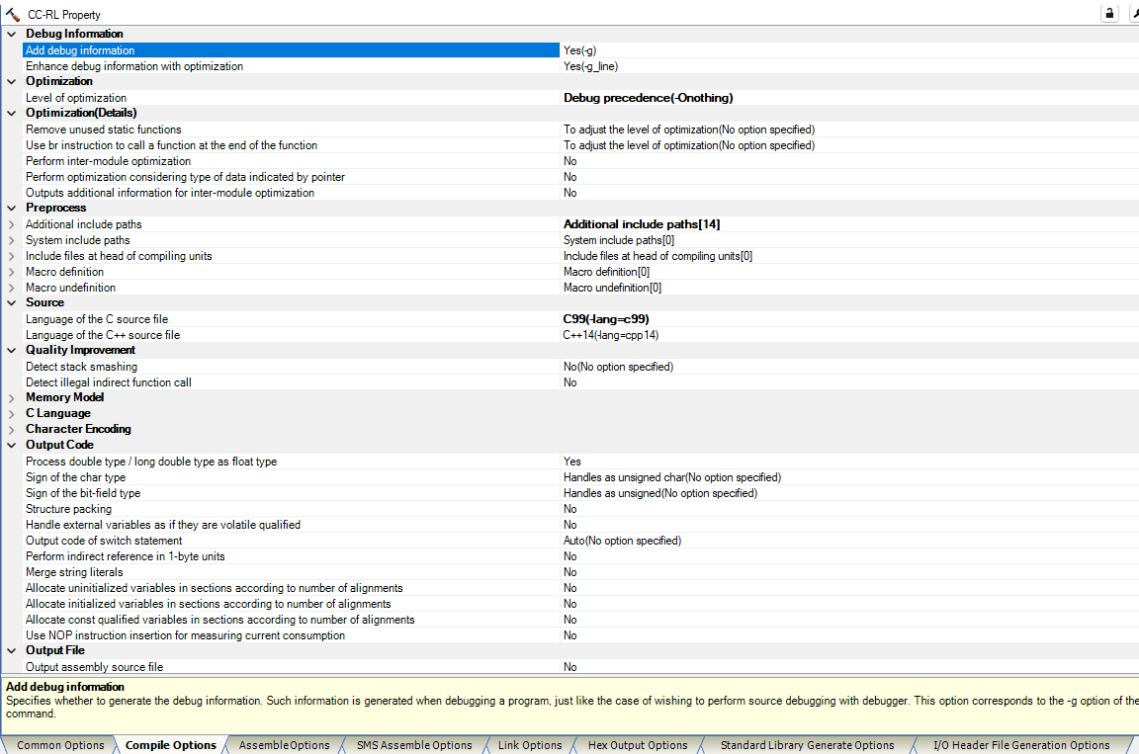 CC-RL Property
Debug Information
Add debug information Yes(-g)
Enhance debug information with optimization Yes(-g_line)
Optimization
Level of optimization Debug precedence(-Onothing)
Optimization(Details)
Remove unused static functions To adjust the level of optimization(No option specified)
Use br instruction to call a function at the end of the function To adjust the level of optimization(No option specified)
Perform inter-module optimization No
Perform optimization considering type of data indicated by pointer No
Outputs additional information for inter-module optimization No
Preprocess
Additional include paths Additional include paths[14]
System include paths System include paths[0]
Include files at head of compiling units Include files at head of compiling units[0]
Macro definition Macro definition[0]
Macro undefinition Macro undefinition[0]
Source
Language of the C source file C99(-lang=c99)
Language of the C++ source file C++14(-lang=cpp14)
Quality Improvement
Detect stack smashing No(No option specified)
Detect illegal indirect function call No
Memory Model
C Language
Character Encoding
Output Code
Process double type / long double type as float type Yes
Sign of the char type Handles as unsigned char(No option specified)
Sign of the bit-field type Handles as unsigned(No option specified)
Structure packing No
Handle external variables as if they are volatile qualified No
Output code of switch statement Auto(No option specified)
Perform indirect reference in 1-byte units No
Merge string literals No
Allocate uninitialized variables in sections according to number of alignments No
Allocate initialized variables in sections according to number of alignments No
Allocate const qualified variables in sections according to number of alignments No
Use NOP instruction insertion for measuring current consumption No
Output File
Output assembly source file No
Add debug information
Specifies whether to generate the debug information. Such information is generated when debugging a program, just like the case of wishing to perform source debugging with debugger. This option corresponds to the -g option of the
command.
Common Options Compile Options Assemble Options SMS Assemble Options Link Options Hex Output Options Standard Library Generate Options I/O Header File Generation Options